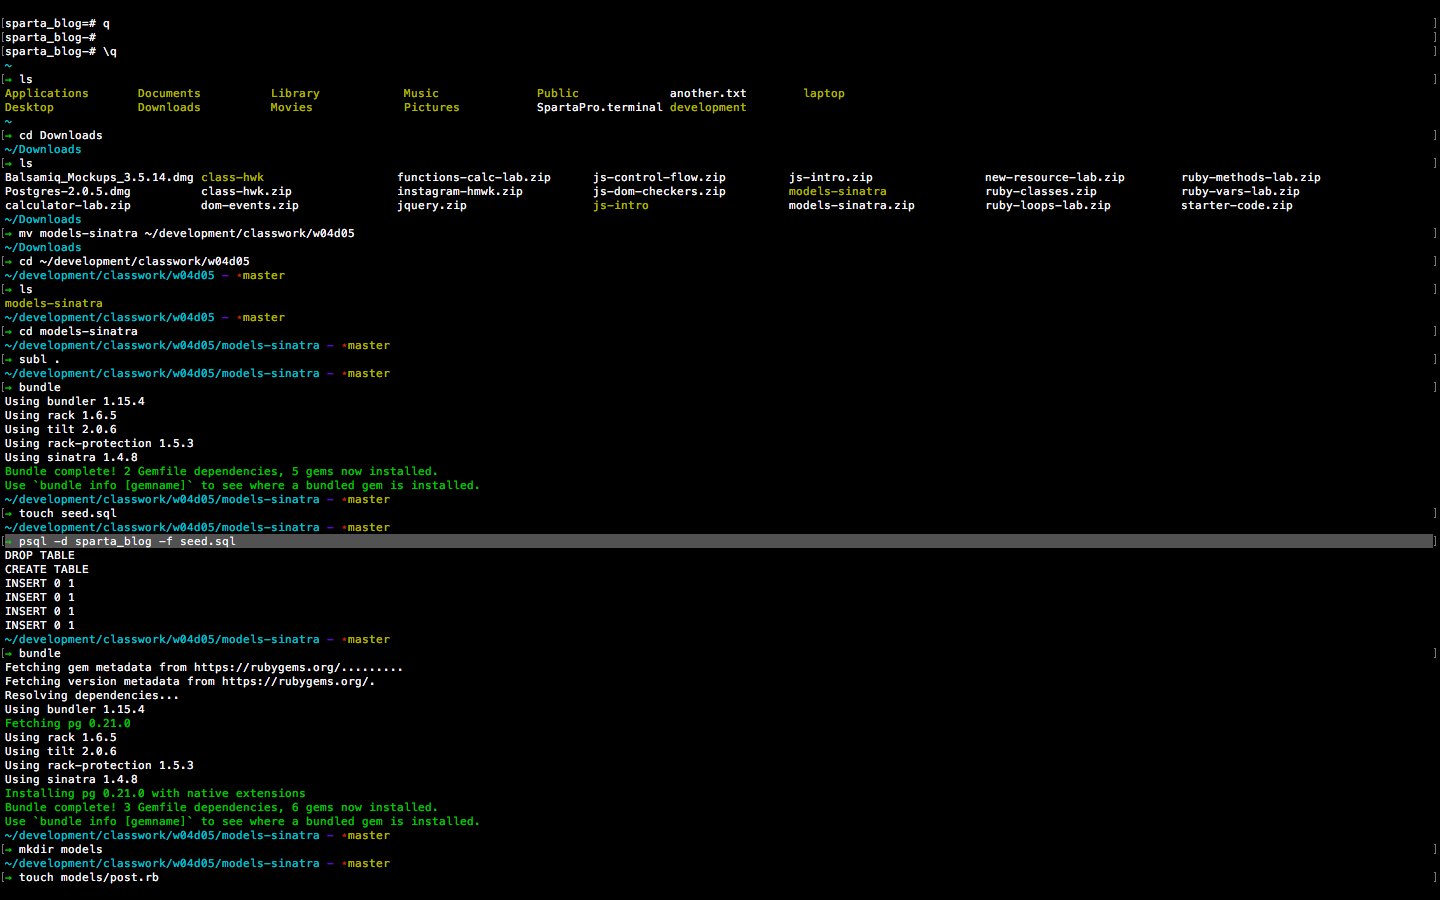 [sparta_blog=# q ]
[sparta_blog-# ]
[sparta_blog-# \q ]
~
[→ ls ]
Applications Documents Library Music Public another.txt laptop
Desktop Downloads Movies Pictures SpartaPro.terminal development
~
[→ cd Downloads ]
~/Downloads
[→ ls ]
Balsamiq_Mockups_3.5.14.dmg class-hwk functions-calc-lab.zip js-control-flow.zip js-intro.zip new-resource-lab.zip ruby-methods-lab.zip
Postgres-2.0.5.dmg class-hwk.zip instagram-hmwk.zip js-dom-checkers.zip models-sinatra ruby-classes.zip ruby-vars-lab.zip
calculator-lab.zip dom-events.zip jquery.zip js-intro models-sinatra.zip ruby-loops-lab.zip starter-code.zip
~/Downloads
[→ mv models-sinatra ~/development/classwork/w04d05 ]
~/Downloads
[→ cd ~/development/classwork/w04d05 ]
~/development/classwork/w04d05 – *master
[→ ls ]
models-sinatra
~/development/classwork/w04d05 – *master
[→ cd models-sinatra ]
~/development/classwork/w04d05/models-sinatra – *master
[→ subl . ]
~/development/classwork/w04d05/models-sinatra – *master
[→ bundle ]
Using bundler 1.15.4
Using rack 1.6.5
Using tilt 2.0.6
Using rack-protection 1.5.3
Using sinatra 1.4.8
Bundle complete! 2 Gemfile dependencies, 5 gems now installed.
Use `bundle info [gemname]` to see where a bundled gem is installed.
~/development/classwork/w04d05/models-sinatra – *master
[→ touch seed.sql ]
~/development/classwork/w04d05/models-sinatra – *master
[→ psql -d sparta_blog -f seed.sql ]
DROP TABLE
CREATE TABLE
INSERT 0 1
INSERT 0 1
INSERT 0 1
INSERT 0 1
~/development/classwork/w04d05/models-sinatra – *master
[→ bundle ]
Fetching gem metadata from https://rubygems.org/.........
Fetching version metadata from https://rubygems.org/.
Resolving dependencies...
Using bundler 1.15.4
Fetching pg 0.21.0
Using rack 1.6.5
Using tilt 2.0.6
Using rack-protection 1.5.3
Using sinatra 1.4.8
Installing pg 0.21.0 with native extensions
Bundle complete! 3 Gemfile dependencies, 6 gems now installed.
Use `bundle info [gemname]` to see where a bundled gem is installed.
~/development/classwork/w04d05/models-sinatra – *master
[→ mkdir models ]
~/development/classwork/w04d05/models-sinatra – *master
[→ touch models/post.rb ]